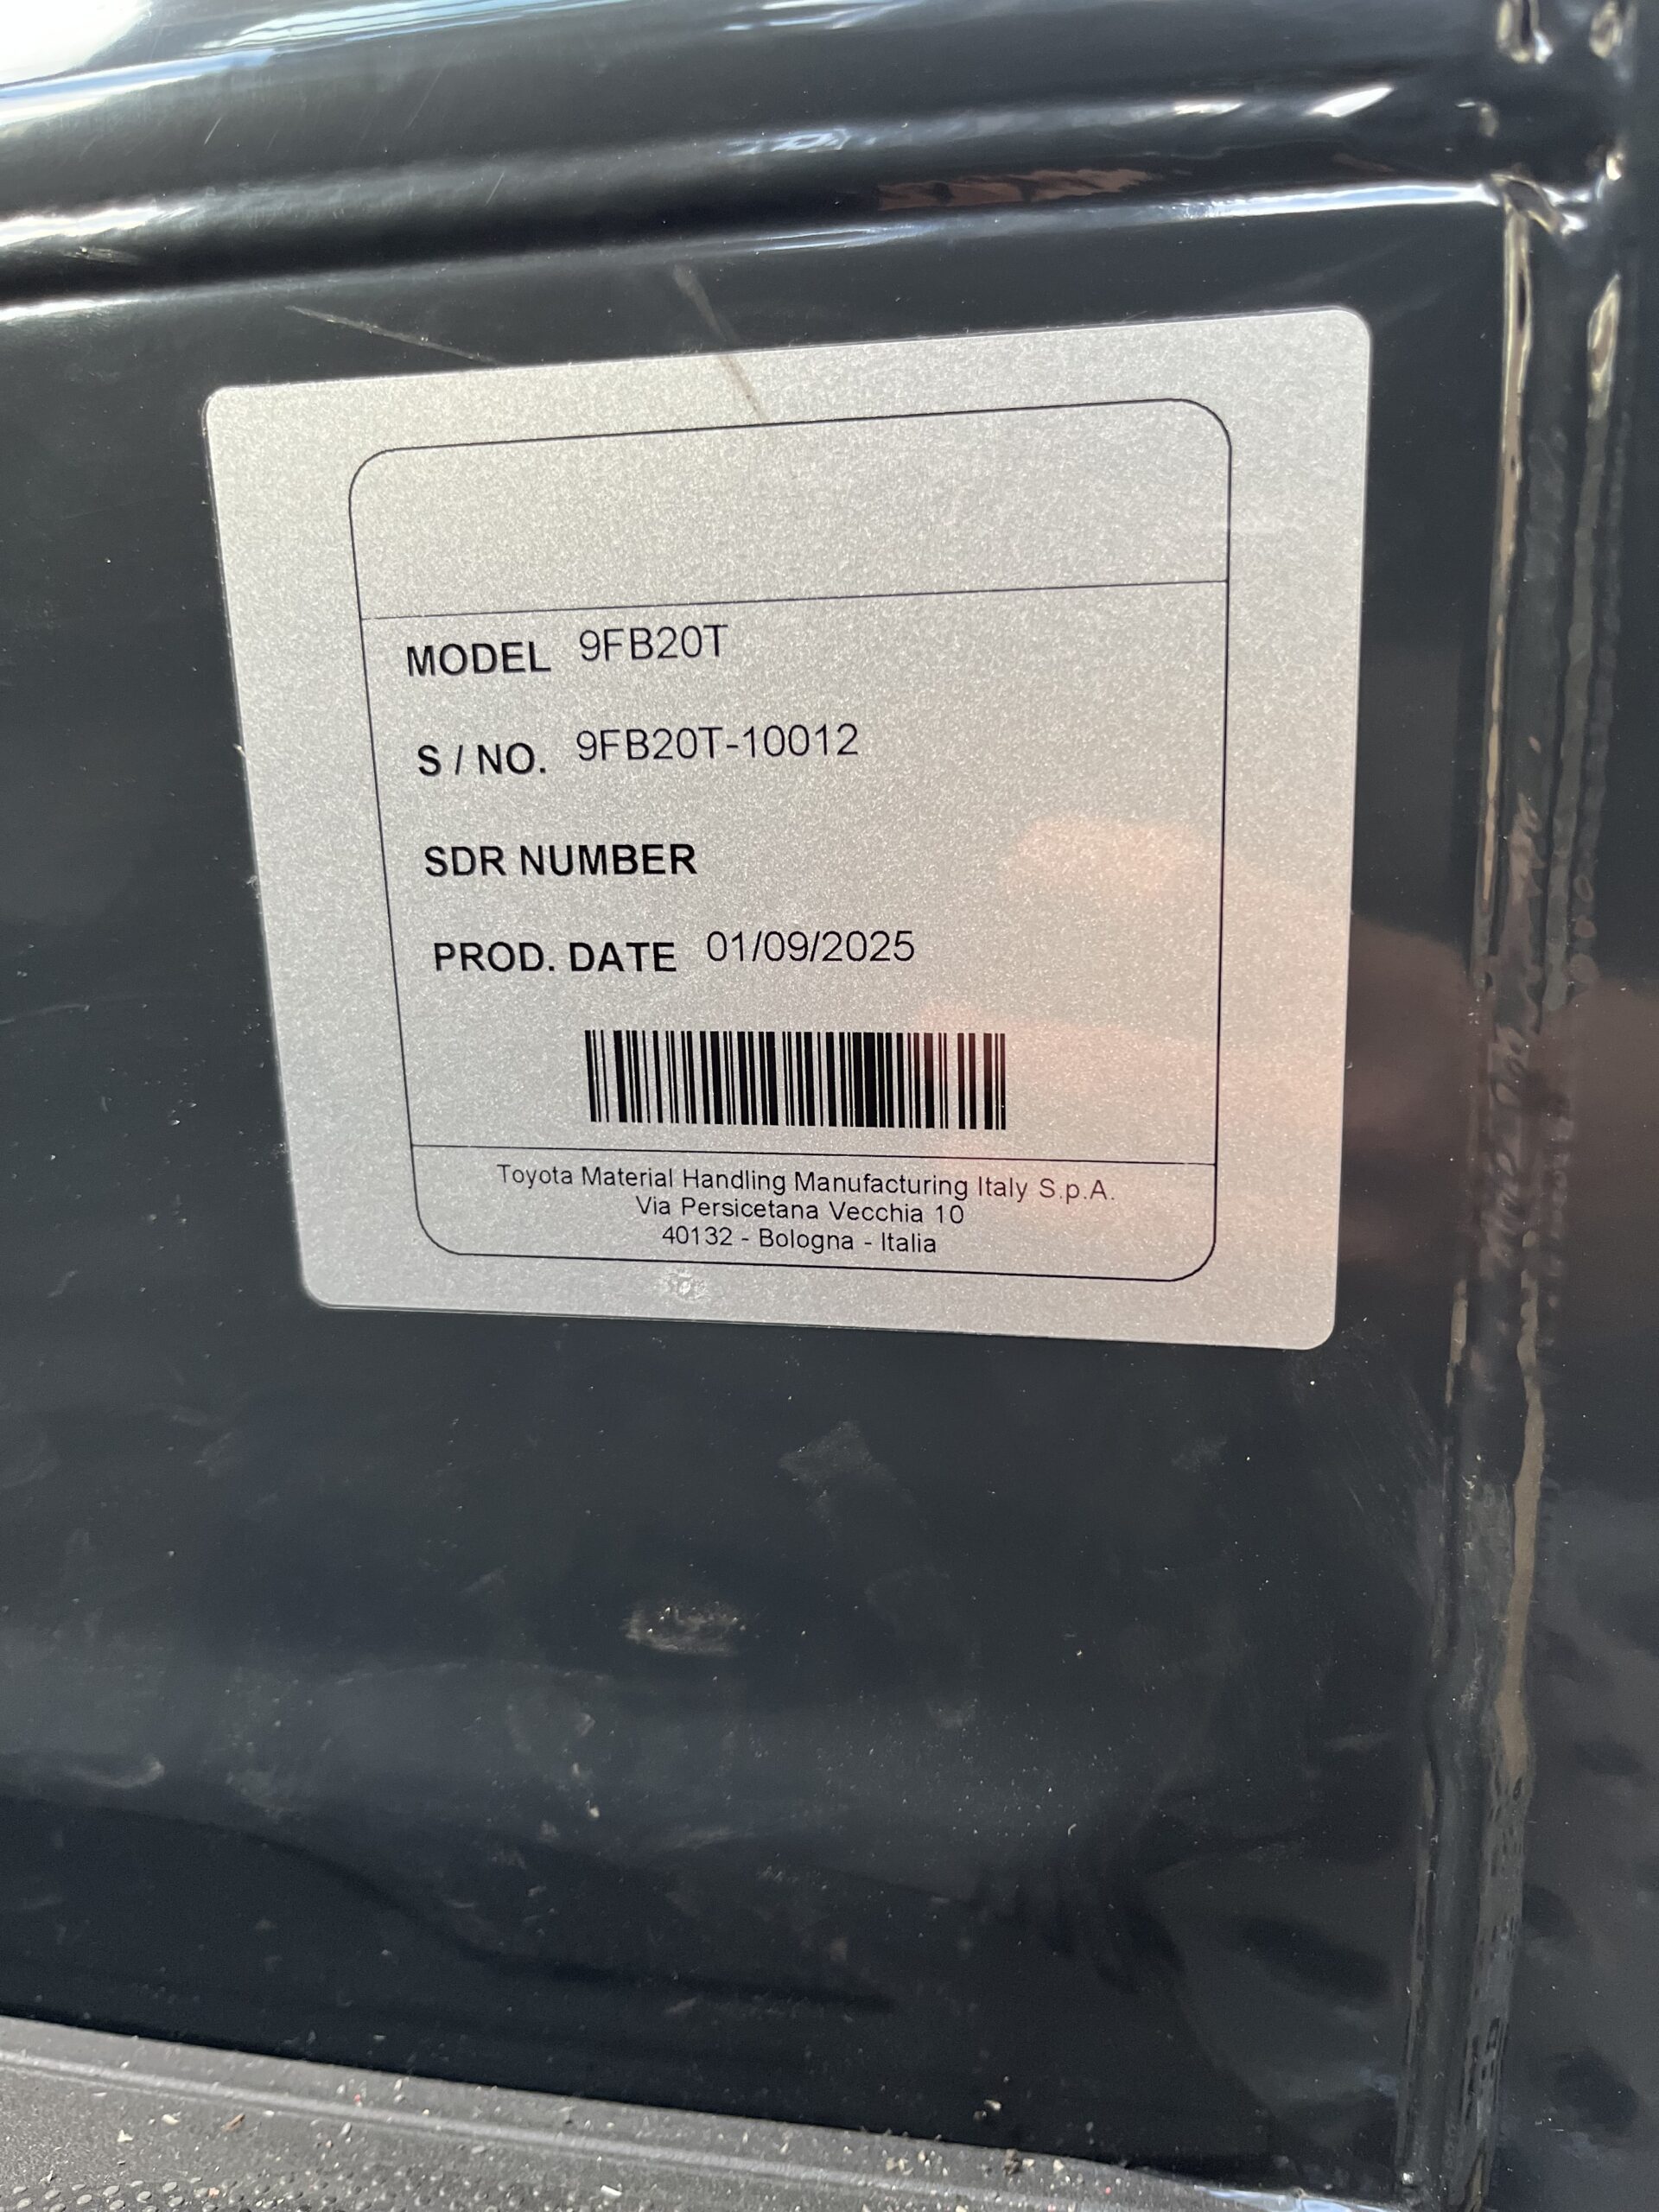 MODEL 9FB20T
S / NO. 9FB20T-10012
SDR NUMBER
PROD. DATE 01/09/2025
Toyota Material Handling Manufacturing Italy S.p.A.
Via Persicetana Vecchia 10
40132 - Bologna - Italia